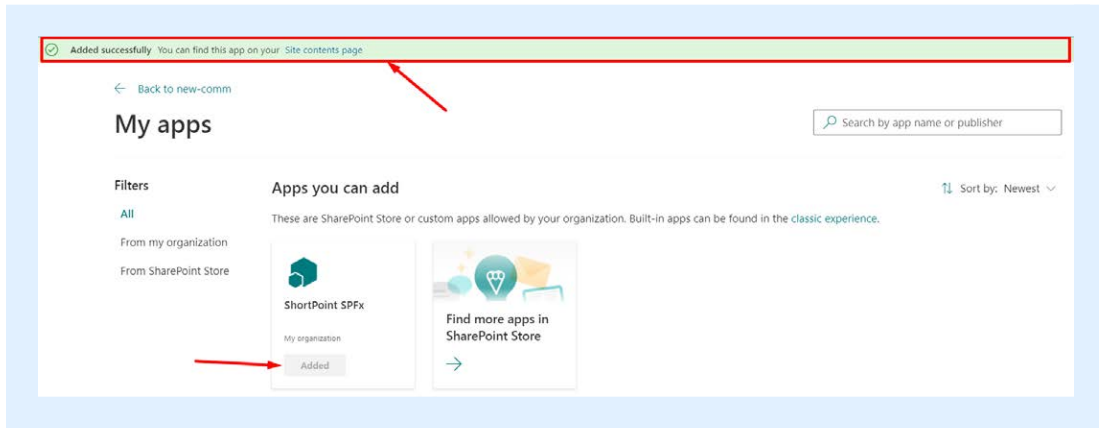 Added successfully You can find this app on your Site contents page
Back to new-comm
My apps
Search by app name or publisher
Filters
All
From my organization
From SharePoint Store
Apps you can add
Sort by: Newest
These are SharePoint Store or custom apps allowed by your organization. Built-in apps can be found in the classic experience.
ShortPoint SPFx
My organization
Added
Find more apps in
SharePoint Store